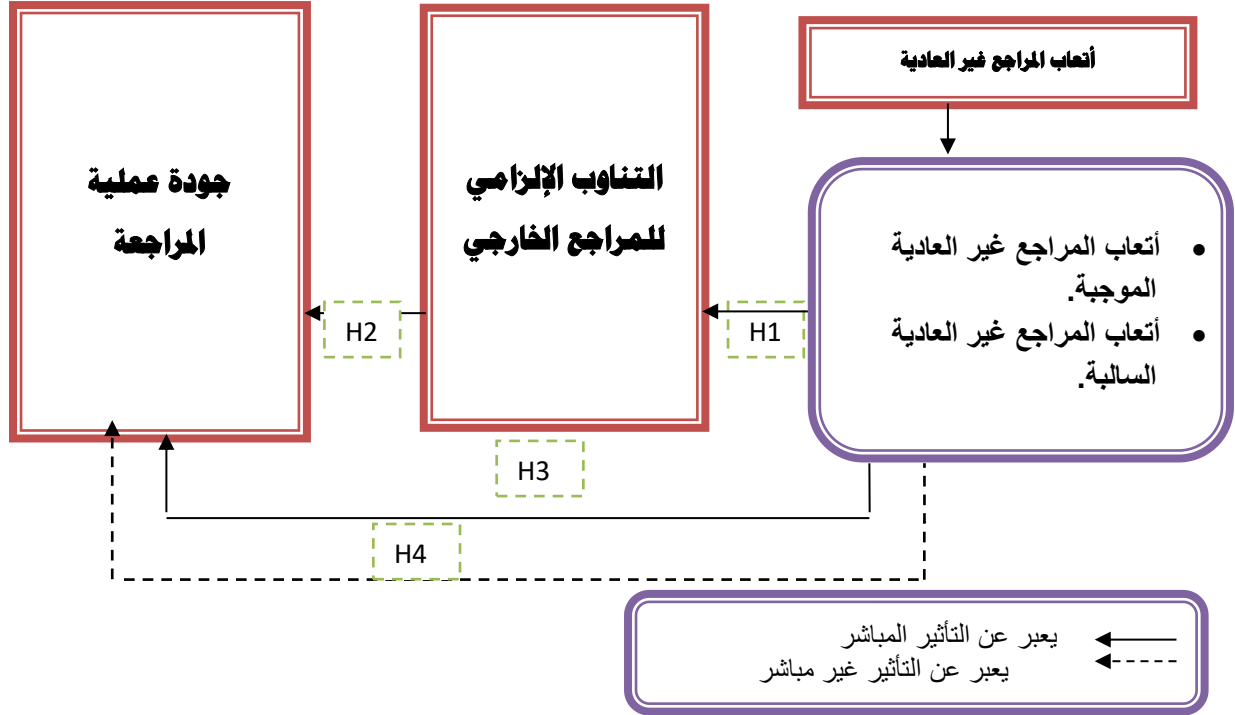 أتعاب المراجع غير العادية
التناوب الإلزامي
للمراجع الخارجي
جودة عملية
المراجعة
• أتعاب المراجع غير العادية
الموجبة.
• أتعاب المراجع غير العادية
السالبة.
H1
H2
H3
H4
يعبر عن التأثير المباشر
يعبر عن التأثير غير مباشر